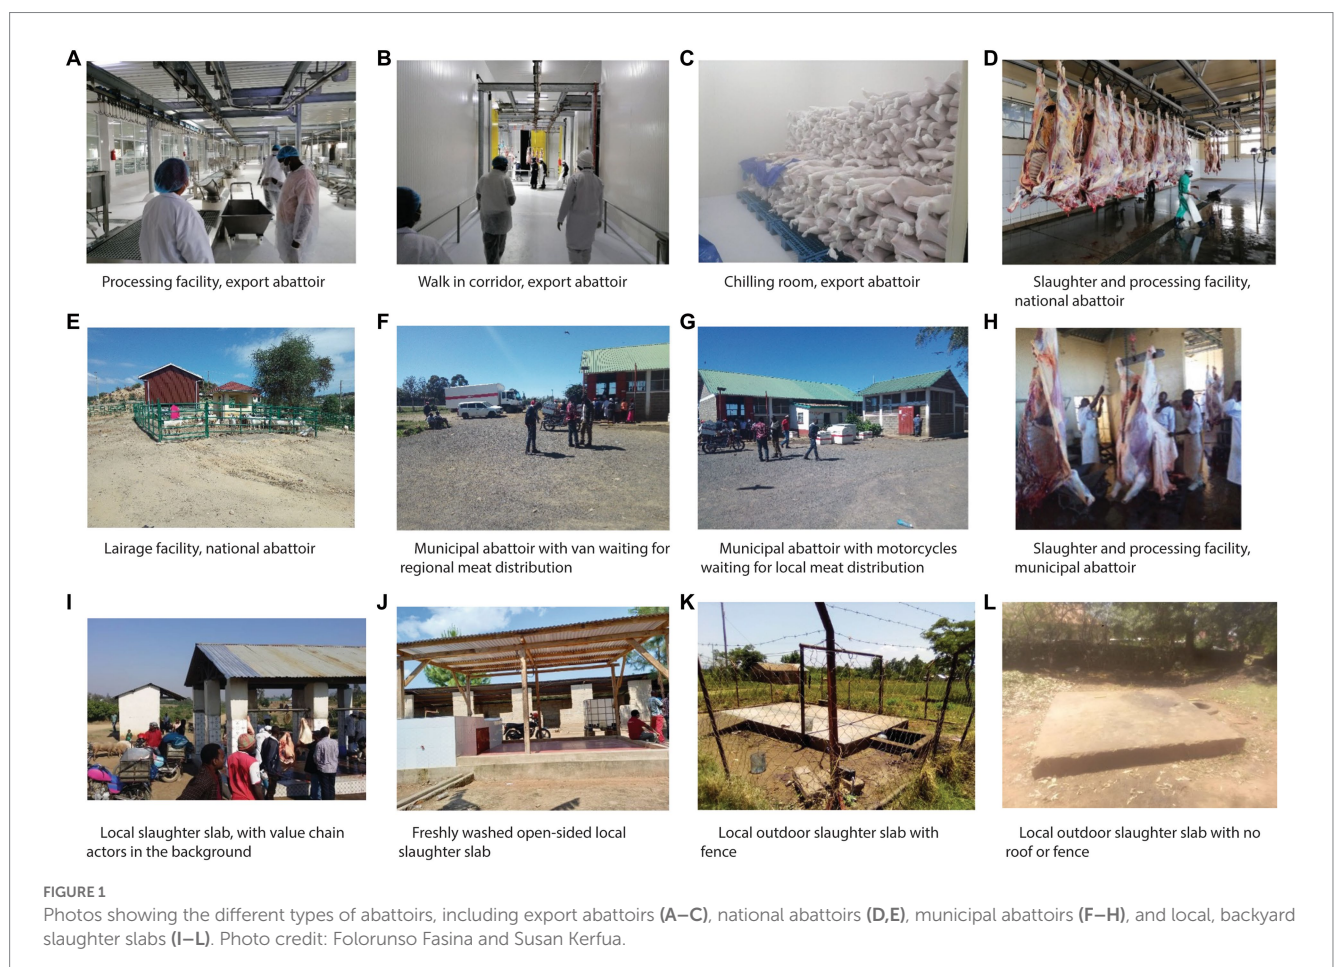 A
B
C
D
Processing facility, export abattoir
Walk in corridor, export abattoir
Chilling room, export abattoir
Slaughter and processing facility,
national abattoir
E
F
G
H
Lairage facility, national abattoir
Municipal abattoir with van waiting for
regional meat distribution
Municipal abattoir with motorcycles
waiting for local meat distribution
Slaughter and processing facility,
municipal abattoir
I
J
K
L
Local slaughter slab, with value chain
actors in the background
Freshly washed open-sided local
slaughter slab
Local outdoor slaughter slab with
fence
Local outdoor slaughter slab with no
roof or fence
FIGURE 1
Photos showing the different types of abattoirs, including export abattoirs (A–C), national abattoirs (D,E), municipal abattoirs (F–H), and local, backyard
slaughter slabs (I–L). Photo credit: Folorunso Fasina and Susan Kerfua.